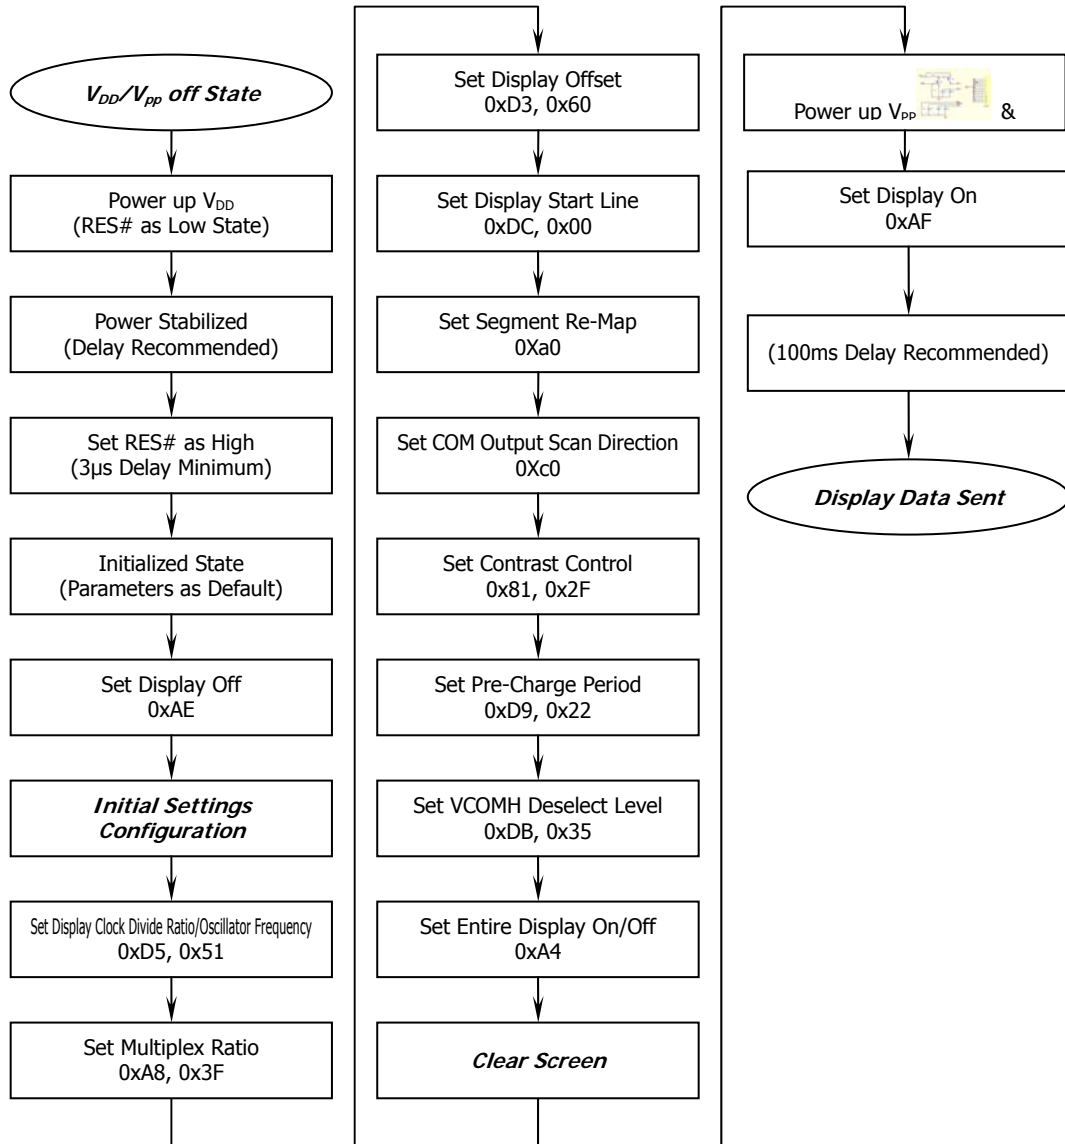 V_DD/V_pp off State
Power up V_DD
(RES# as Low State)
Power Stabilized
(Delay Recommended)
Set RES# as High
(3µs Delay Minimum)
Initialized State
(Parameters as Default)
Set Display Off
0xAE
Initial Settings
Configuration
Set Display Clock Divide Ratio/Oscillator Frequency
0xD5, 0x51
Set Multiplex Ratio
0xA8, 0x3F
Set Display Offset
0xD3, 0x60
Set Display Start Line
0xDC, 0x00
Set Segment Re-Map
0Xa0
Set COM Output Scan Direction
0Xc0
Set Contrast Control
0x81, 0x2F
Set Pre-Charge Period
0xD9, 0x22
Set VCOMH Deselect Level
0xDB, 0x35
Set Entire Display On/Off
0xA4
Clear Screen
Power up V_PP &
Set Display On
0xAF
(100ms Delay Recommended)
Display Data Sent